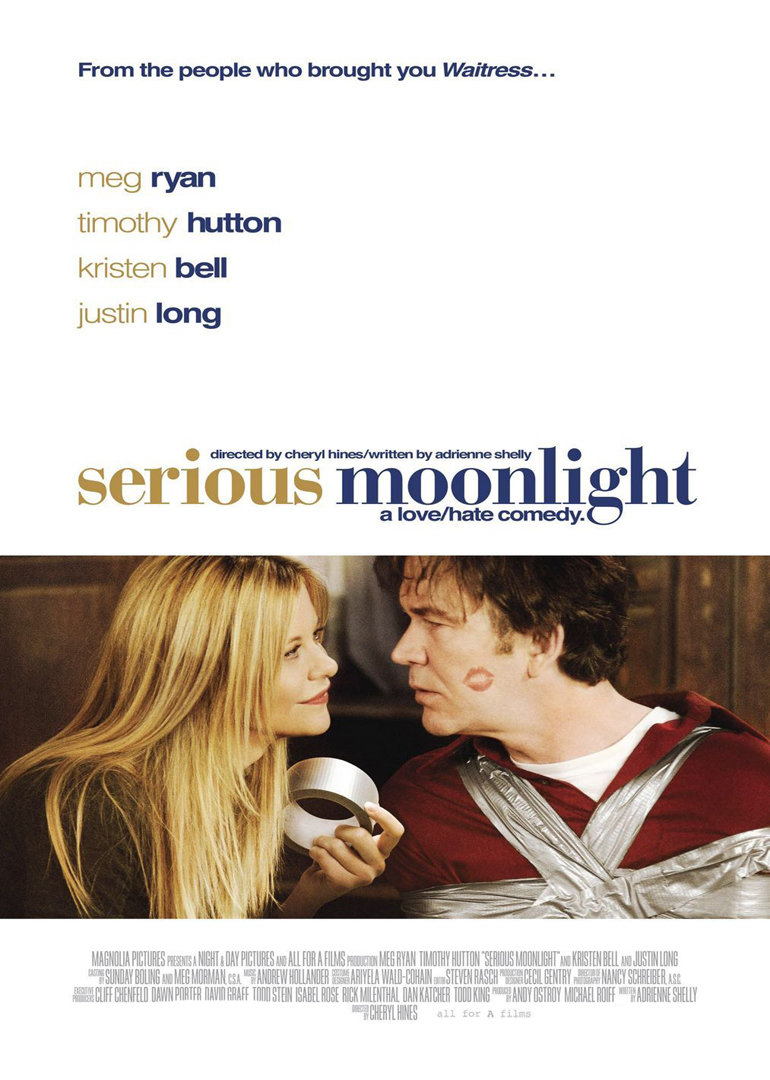 From the people who brought you Waitress...
meg ryan
timothy hutton
kristen bell
justin long
directed by cheryl hines/written by adrienne shelly
serious moonlight
a love/hate comedy.
MAGNOLIA PICTURES PRESENTS A NIGHT & DAY PICTURES AND ALL FOR A FILMS PRODUCTION MEG RYAN TIMOTHY HUTTON "SERIOUS MOONLIGHT" AND KRISTEN BELL AND JUSTIN LONG
CASTING BY SUNDAY BOLING AND MEG MORMAN, C.S.A. MUSIC BY ANDREW HOLLANDER COSTUME DESIGNER ARIYELA WALD-COHAIN EDITOR STEVEN RASCH PRODUCTION DESIGNER CECIL GENTRY DIRECTOR OF PHOTOGRAPHY NANCY SCHREIBER, A.S.C.
EXECUTIVE PRODUCERS CLIFF CHENFELD DAWN PORTER DAVID GRAFF TODD STEIN ISABEL ROSE RICK MILENTHAL DAN KATCHER TODD KING PRODUCED BY ANDY OSTROY MICHAEL ROIFF WRITTEN BY ADRIENNE SHELLY
DIRECTED BY CHERYL HINES all for A films